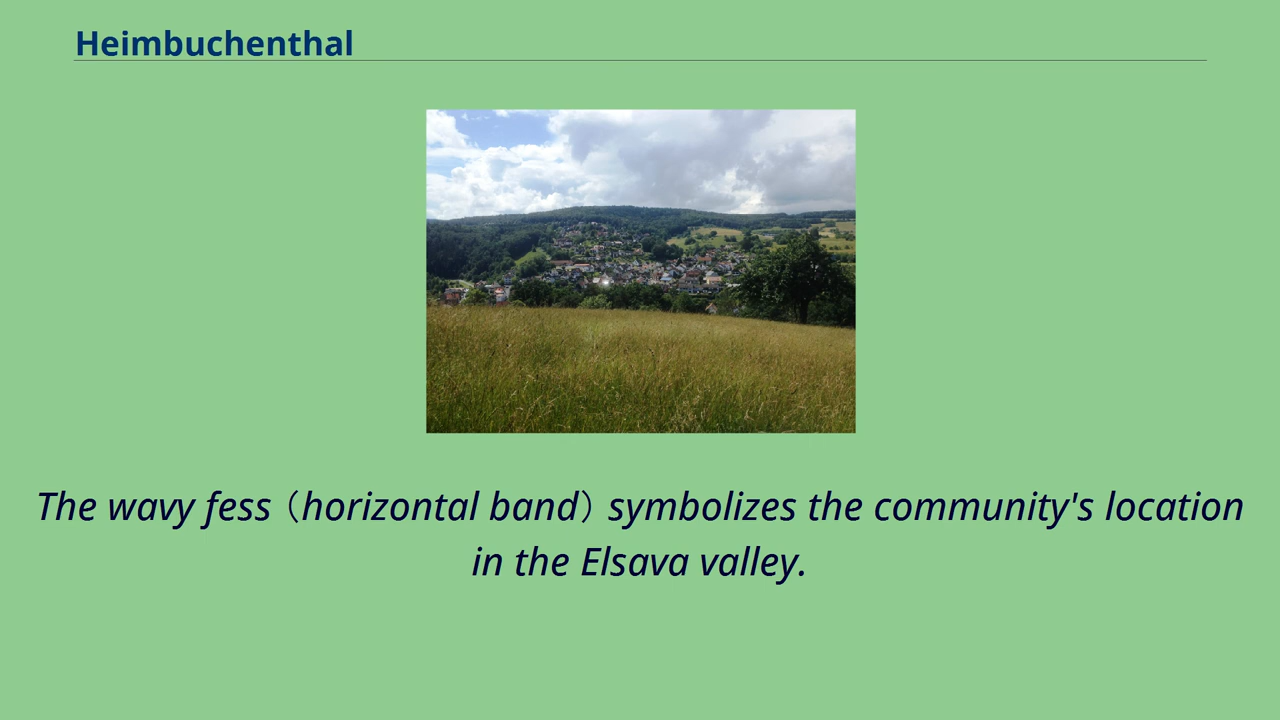 Heimbuchenthal
The wavy fess（horizontal band）symbolizes the community's location
in the Elsava valley.